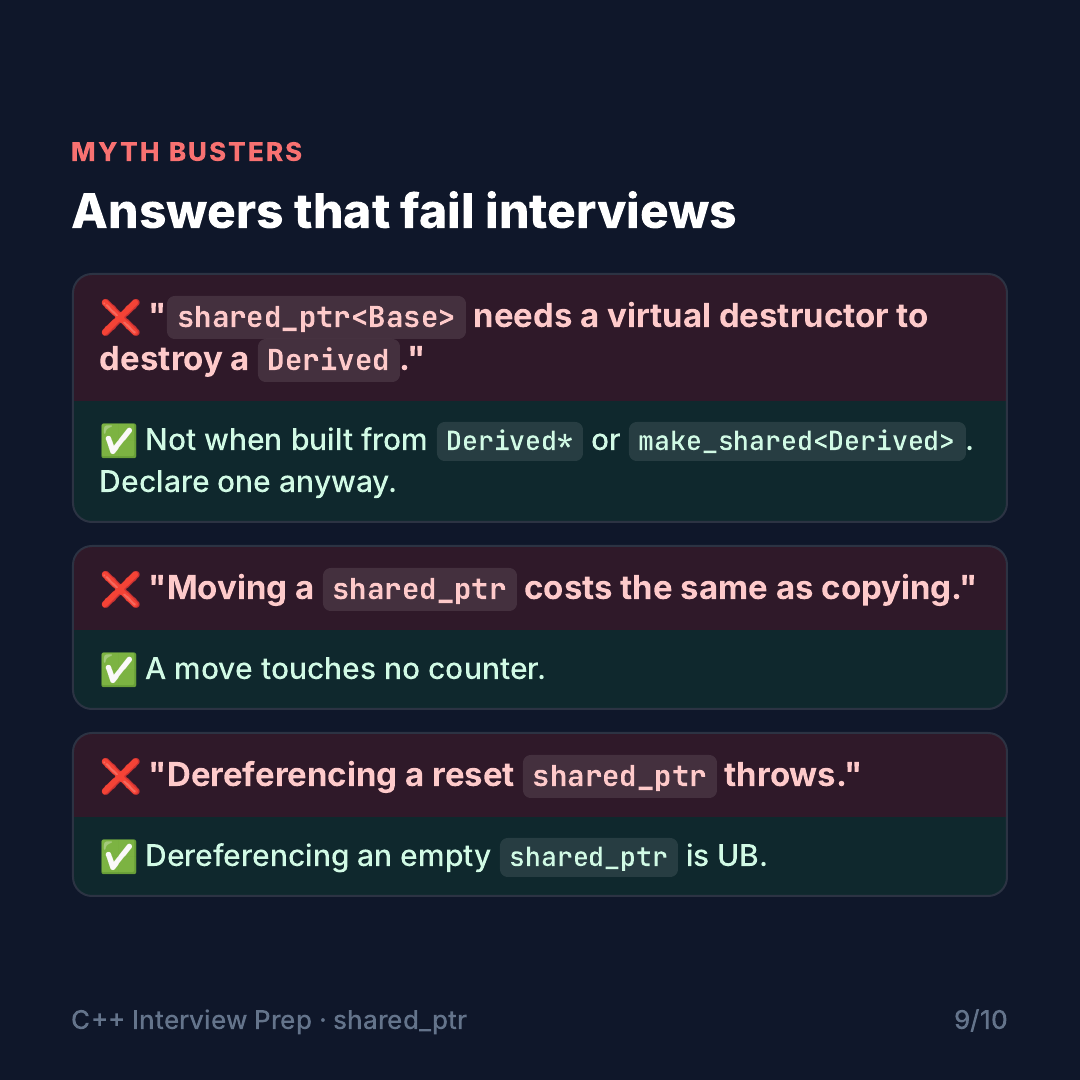 MYTH BUSTERS
Answers that fail interviews
❌ "shared_ptr<Base> needs a virtual destructor to
destroy a Derived."
✅ Not when built from Derived* or make_shared<Derived>.
Declare one anyway.
❌ "Moving a shared_ptr costs the same as copying."
✅ A move touches no counter.
❌ "Dereferencing a reset shared_ptr throws."
✅ Dereferencing an empty shared_ptr is UB.
C++ Interview Prep · shared_ptr
9/10